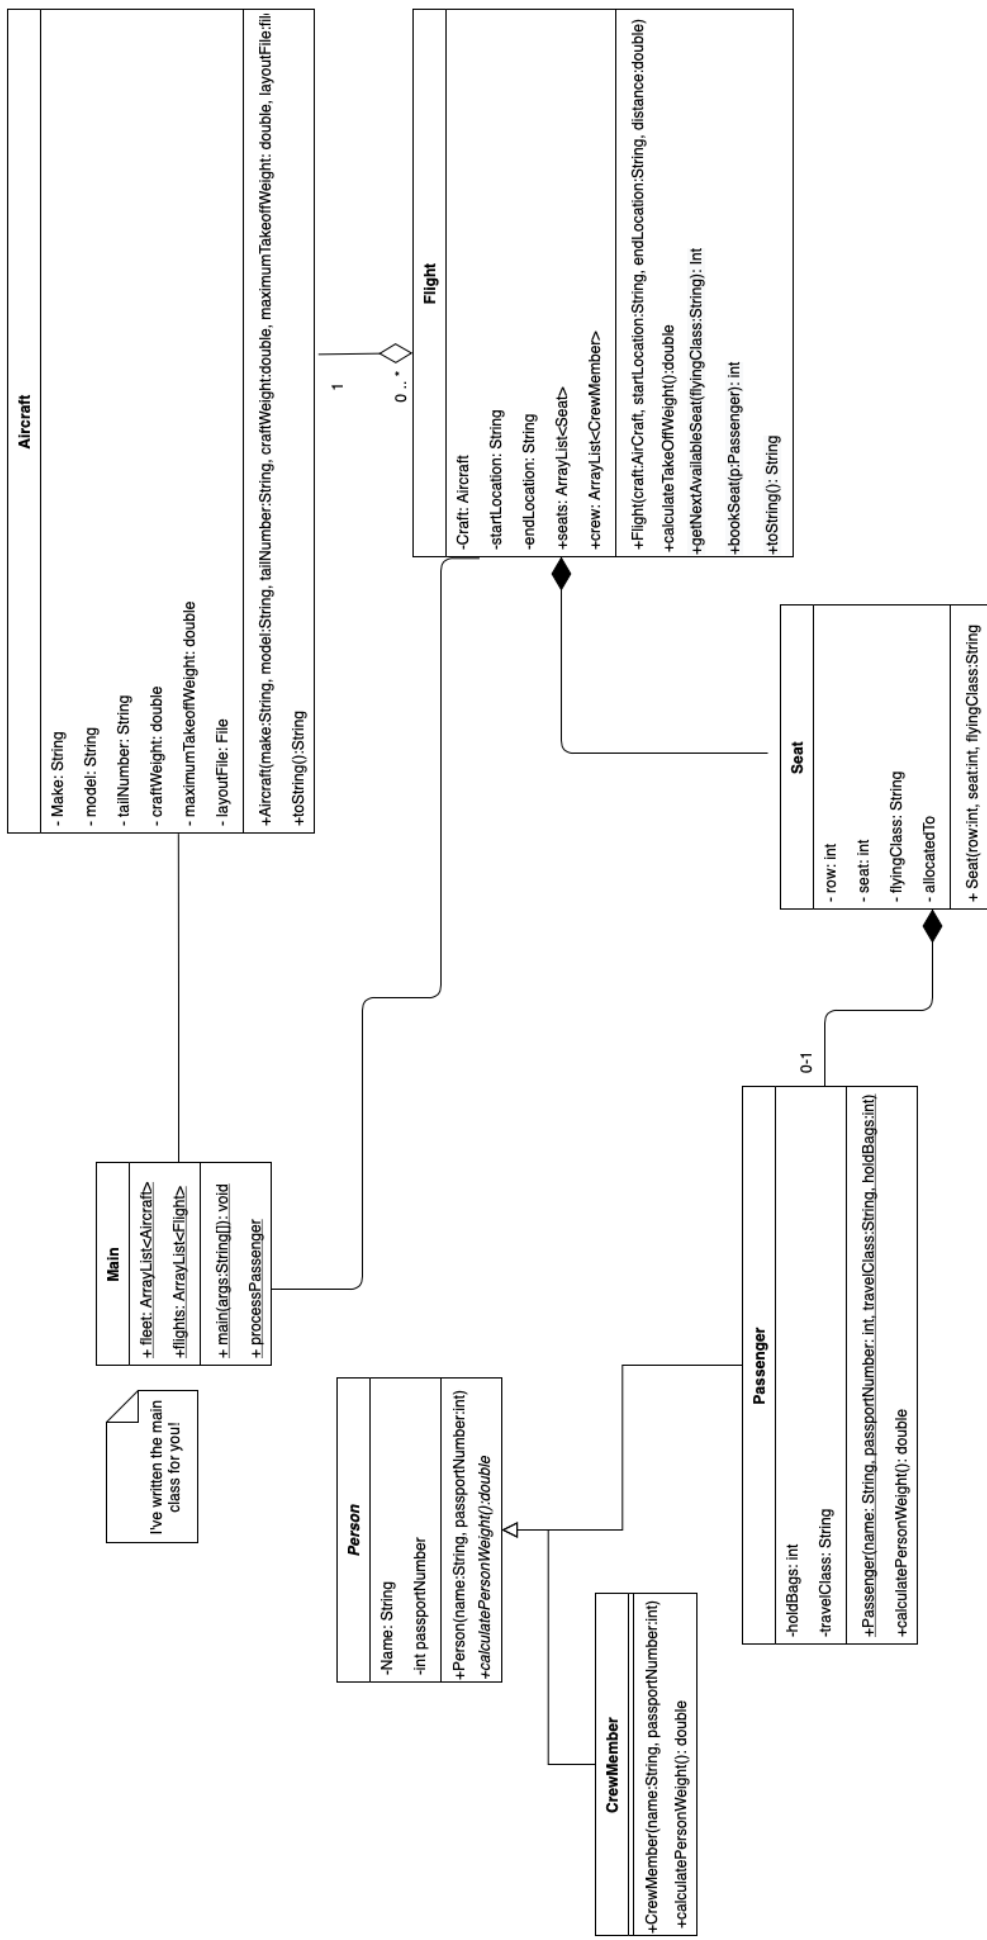 Aircraft
- Make: String
- model: String
- tailNumber: String
- craftWeight: double
- maximumTakeoffWeight: double
- layoutFile: File
+Aircraft(make:String, model:String, tailNumber:String, craftWeight:double, maximumTakeoffWeight: double, layoutFile:fil
+toString():String
1
0 .. *
Flight
-Craft: Aircraft
-startLocation: String
-endLocation: String
+seats: ArrayList<Seat>
+crew: ArrayList<CrewMember>
+Flight(craft:AirCraft, startLocation:String, endLocation:String, distance:double)
+calculateTakeOffWeight():double
+getNextAvailableSeat(flyingClass:String): Int
+bookSeat(p:Passenger): int
+toString(): String
Main
+ fleet: ArrayList<Aircraft>
+flights: ArrayList<Flight>
+ main(args:String[]): void
+ processPassenger
I've written the main
class for you!
Seat
- row: int
- seat: int
- flyingClass: String
- allocatedTo
+ Seat(row:int, seat:int, flyingClass:String
0-1
Person
-Name: String
-int passportNumber
+Person(name:String, passportNumber:int)
+calculatePersonWeight():double
Passenger
-holdBags: int
-travelClass: String
+Passenger(name: String, passportNumber: int, travelClass:String, holdBags:int)
+calculatePersonWeight(): double
CrewMember
+CrewMember(name:String, passportNumber:int)
+calculatePersonWeight(): double